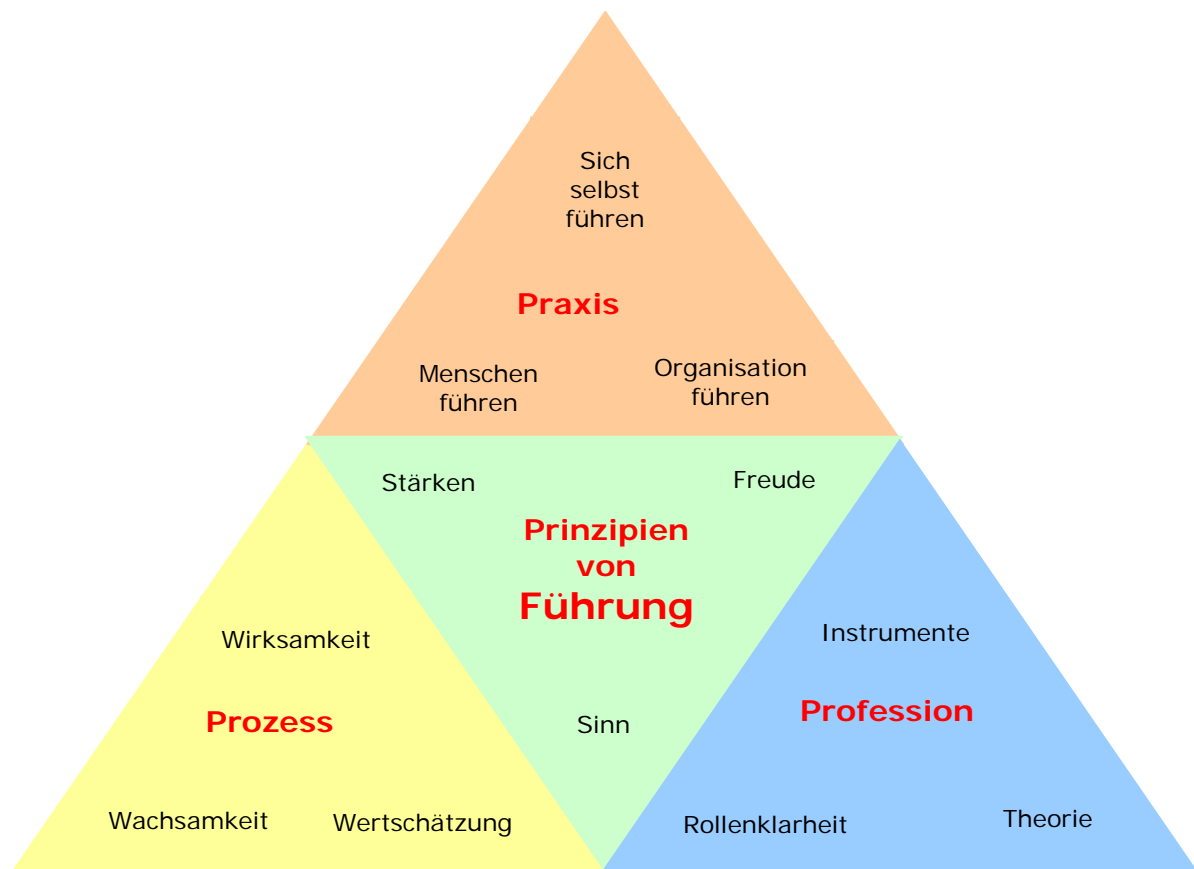 Sich
selbst
führen
Praxis
Menschen
führen
Organisation
führen
Stärken
Freude
Prinzipien
von
Führung
Sinn
Wirksamkeit
Prozess
Wachsamkeit
Wertschätzung
Instrumente
Profession
Rollenklarheit
Theorie